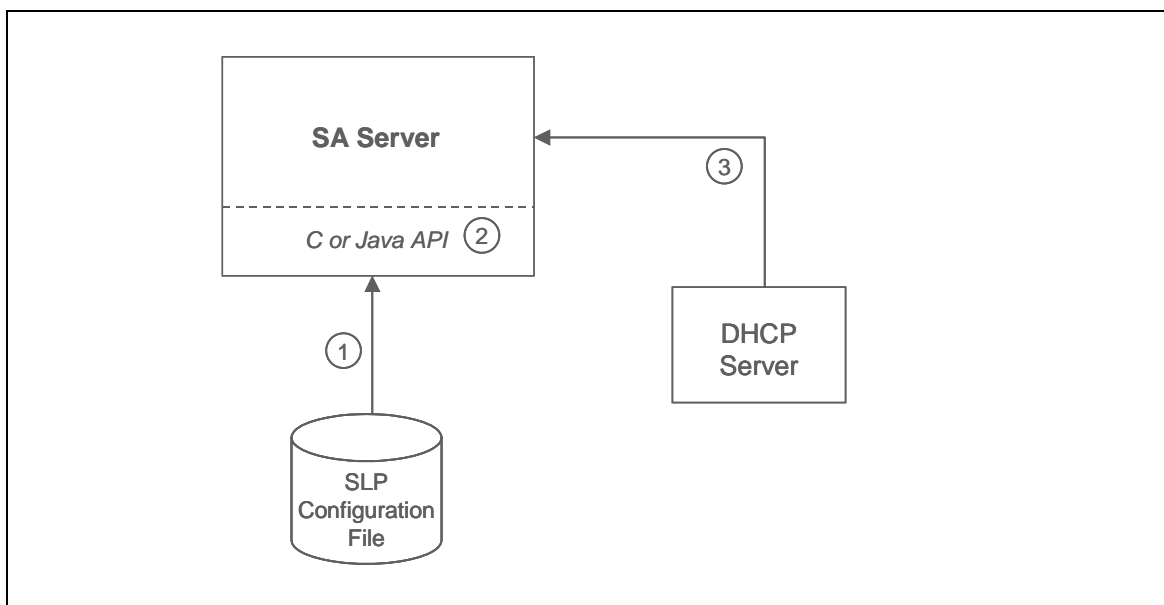 SA Server
3
C or Java API 2
DHCP
Server
1
SLP
Configuration
File